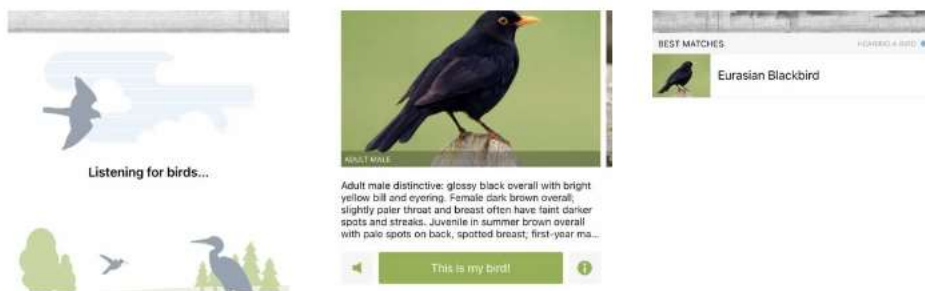 Listening for birds...
ADULT MALE
Adult male distinctive: glossy black overall with bright
yellow bill and eyering. Female dark brown overall;
slightly paler throat and breast often have faint darker
spots and streaks. Juvenile in summer brown overall
with pale spots on back, spotted breast; first-year ma...
This is my bird!
BEST MATCHES
HEARING A BIRD
Eurasian Blackbird